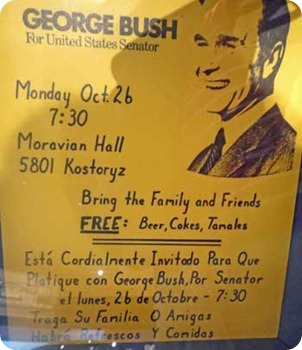 GEORGE BUSH
For United States Senator
Monday Oct. 26
7:30
Moravian Hall
5801 Kostoryz
Bring the Family and Friends
FREE: Beer, Cokes, Tamales
Está Cordialmente Invitado Para Que
Platique con George Bush, Por Senator
el lunes, 26 de Octobre - 7:30
Traga Su Familia O Amigas
Habrá Refrescos Y Comidas